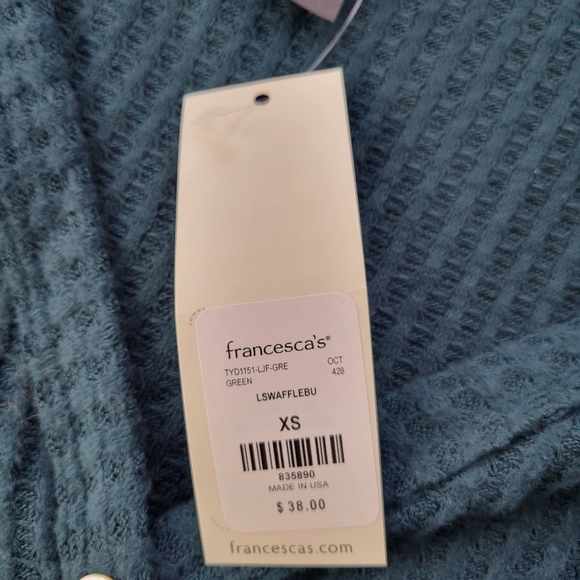 francesca's®
TYD1151-LJF-GRE OCT
GREEN 428
LSWAFFLEBU
XS
835890
MADE IN USA
$ 38.00
francescas.com